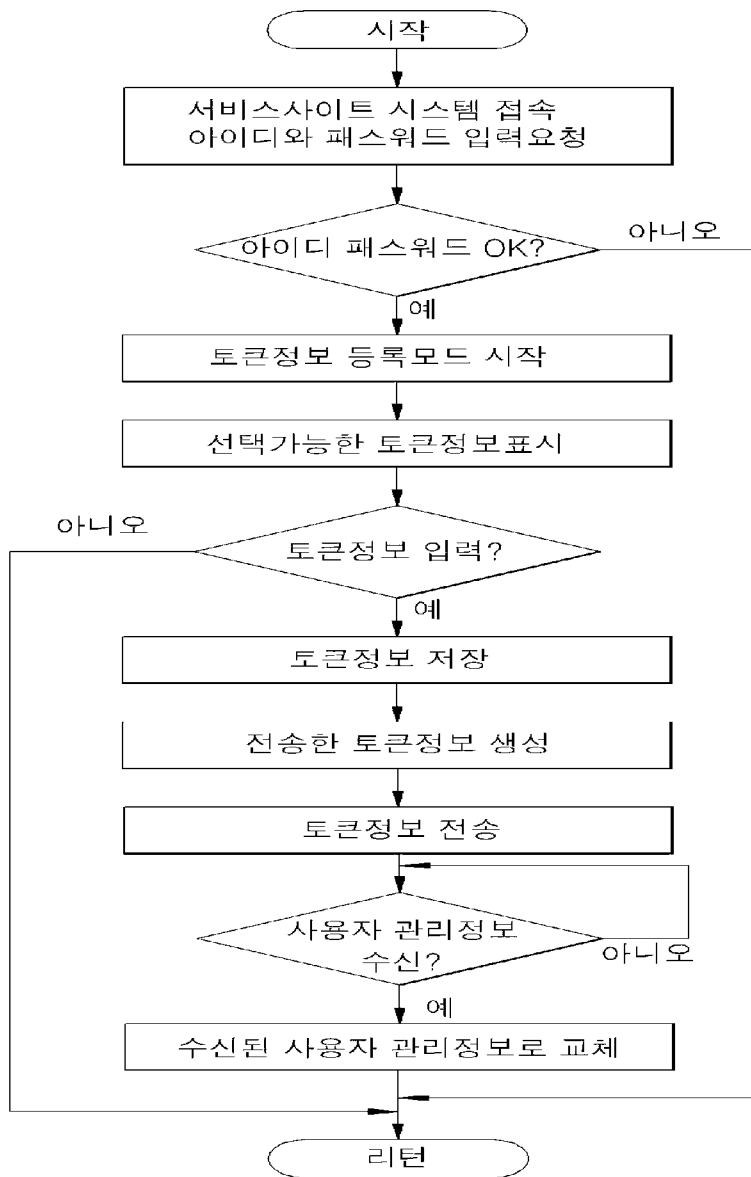 시작
서비스사이트 시스템 접속
아이디와 패스워드 입력요청
아이디 패스워드 OK?
아니오
예
토큰정보 등록모드 시작
선택가능한 토큰정보표시
아니오
토큰정보 입력?
예
토큰정보 저장
전송한 토큰정보 생성
토큰정보 전송
사용자 관리정보
수신?
아니오
예
수신된 사용자 관리정보로 교체
리턴